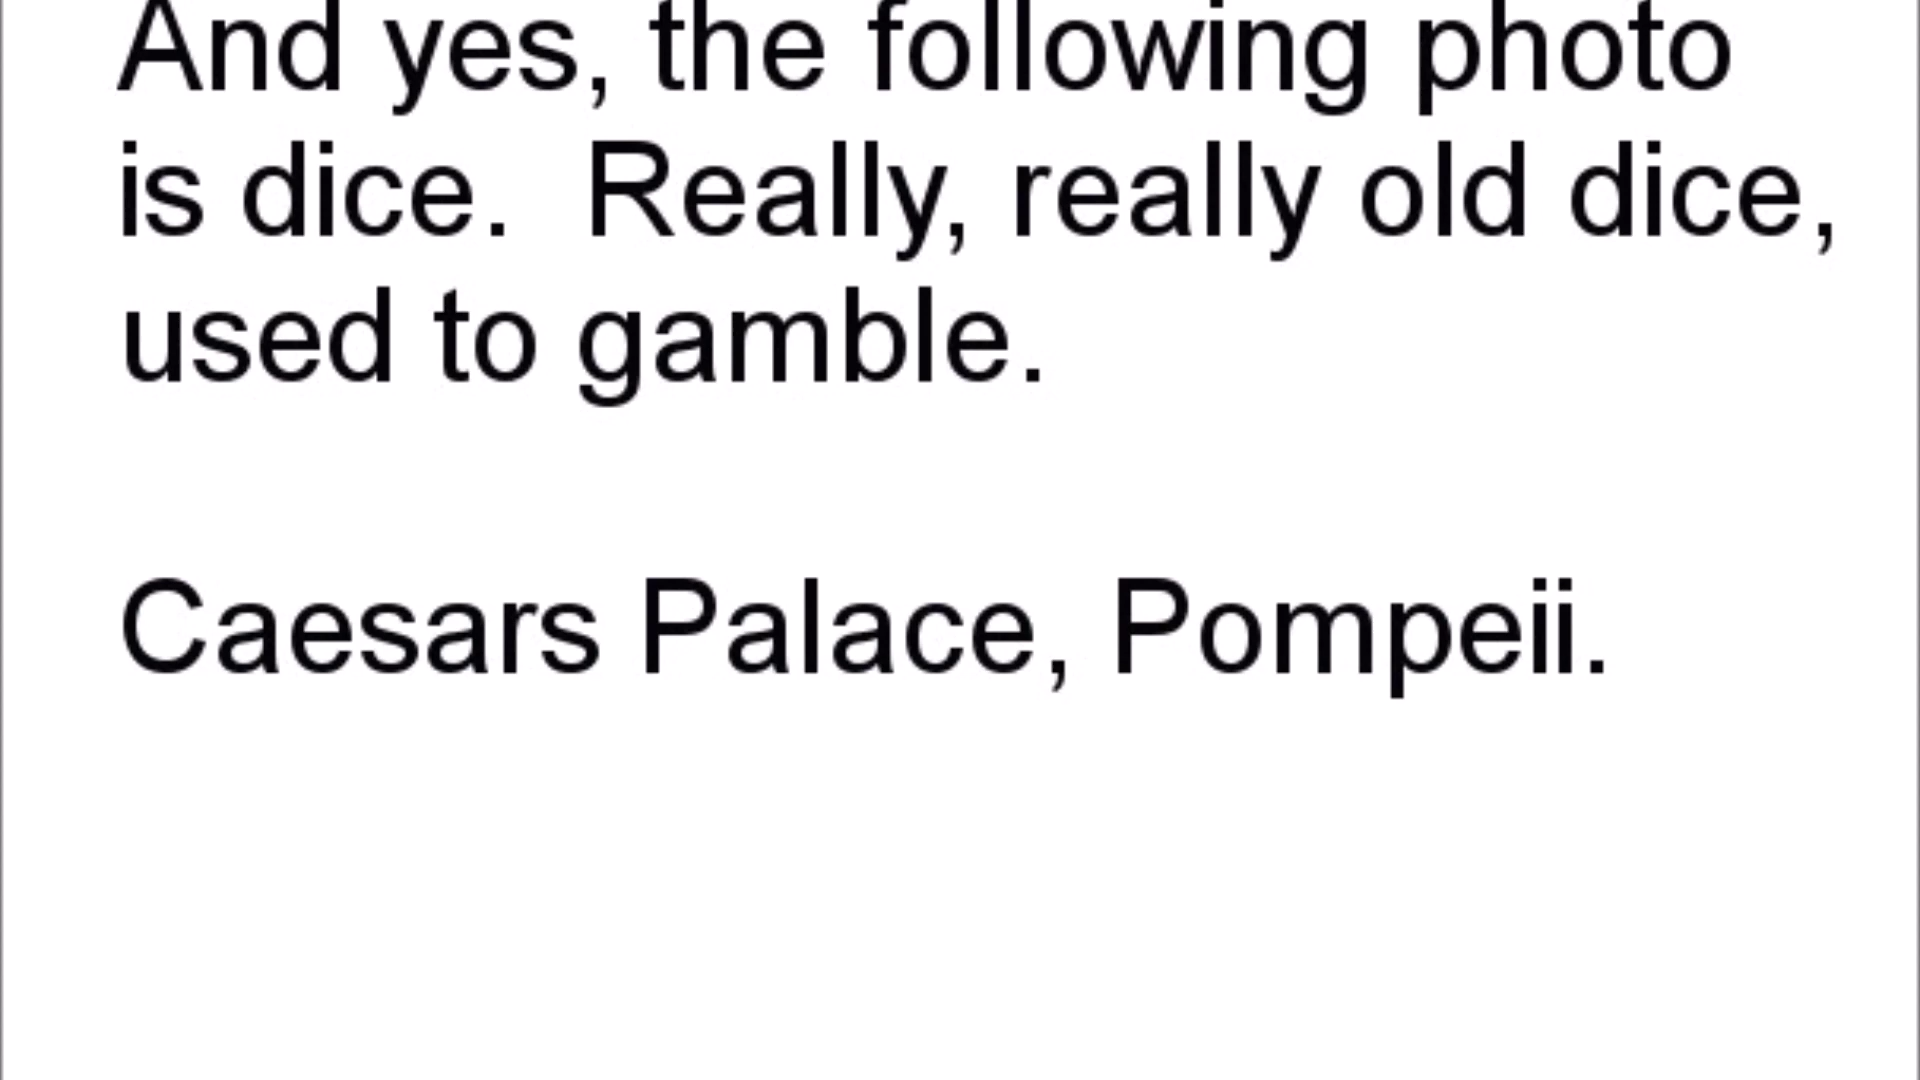 And yes, the following photo
is dice.  Really, really old dice,
used to gamble.
Caesars Palace, Pompeii.